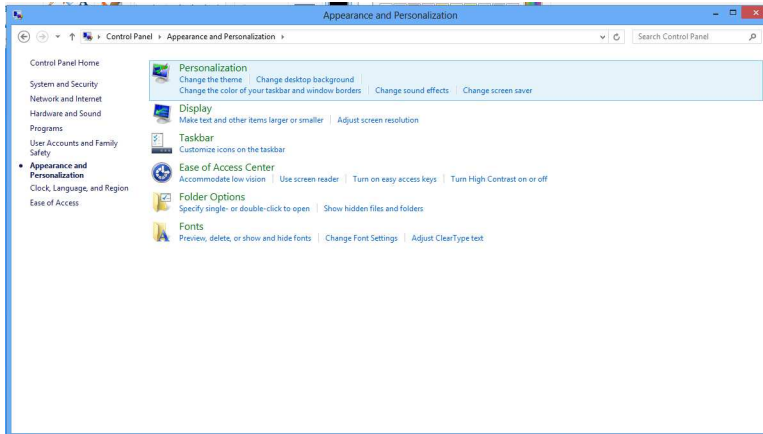 Appearance and Personalization
Control Panel ▸ Appearance and Personalization ▸
Search Control Panel
Control Panel Home
System and Security
Network and Internet
Hardware and Sound
Programs
User Accounts and Family
Safety
Appearance and
Personalization
Clock, Language, and Region
Ease of Access
Personalization
Change the theme | Change desktop background
Change the color of your taskbar and window borders | Change sound effects | Change screen saver
Display
Make text and other items larger or smaller | Adjust screen resolution
Taskbar
Customize icons on the taskbar
Ease of Access Center
Accommodate low vision | Use screen reader | Turn on easy access keys | Turn High Contrast on or off
Folder Options
Specify single- or double-click to open | Show hidden files and folders
Fonts
Preview, delete, or show and hide fonts | Change Font Settings | Adjust ClearType text